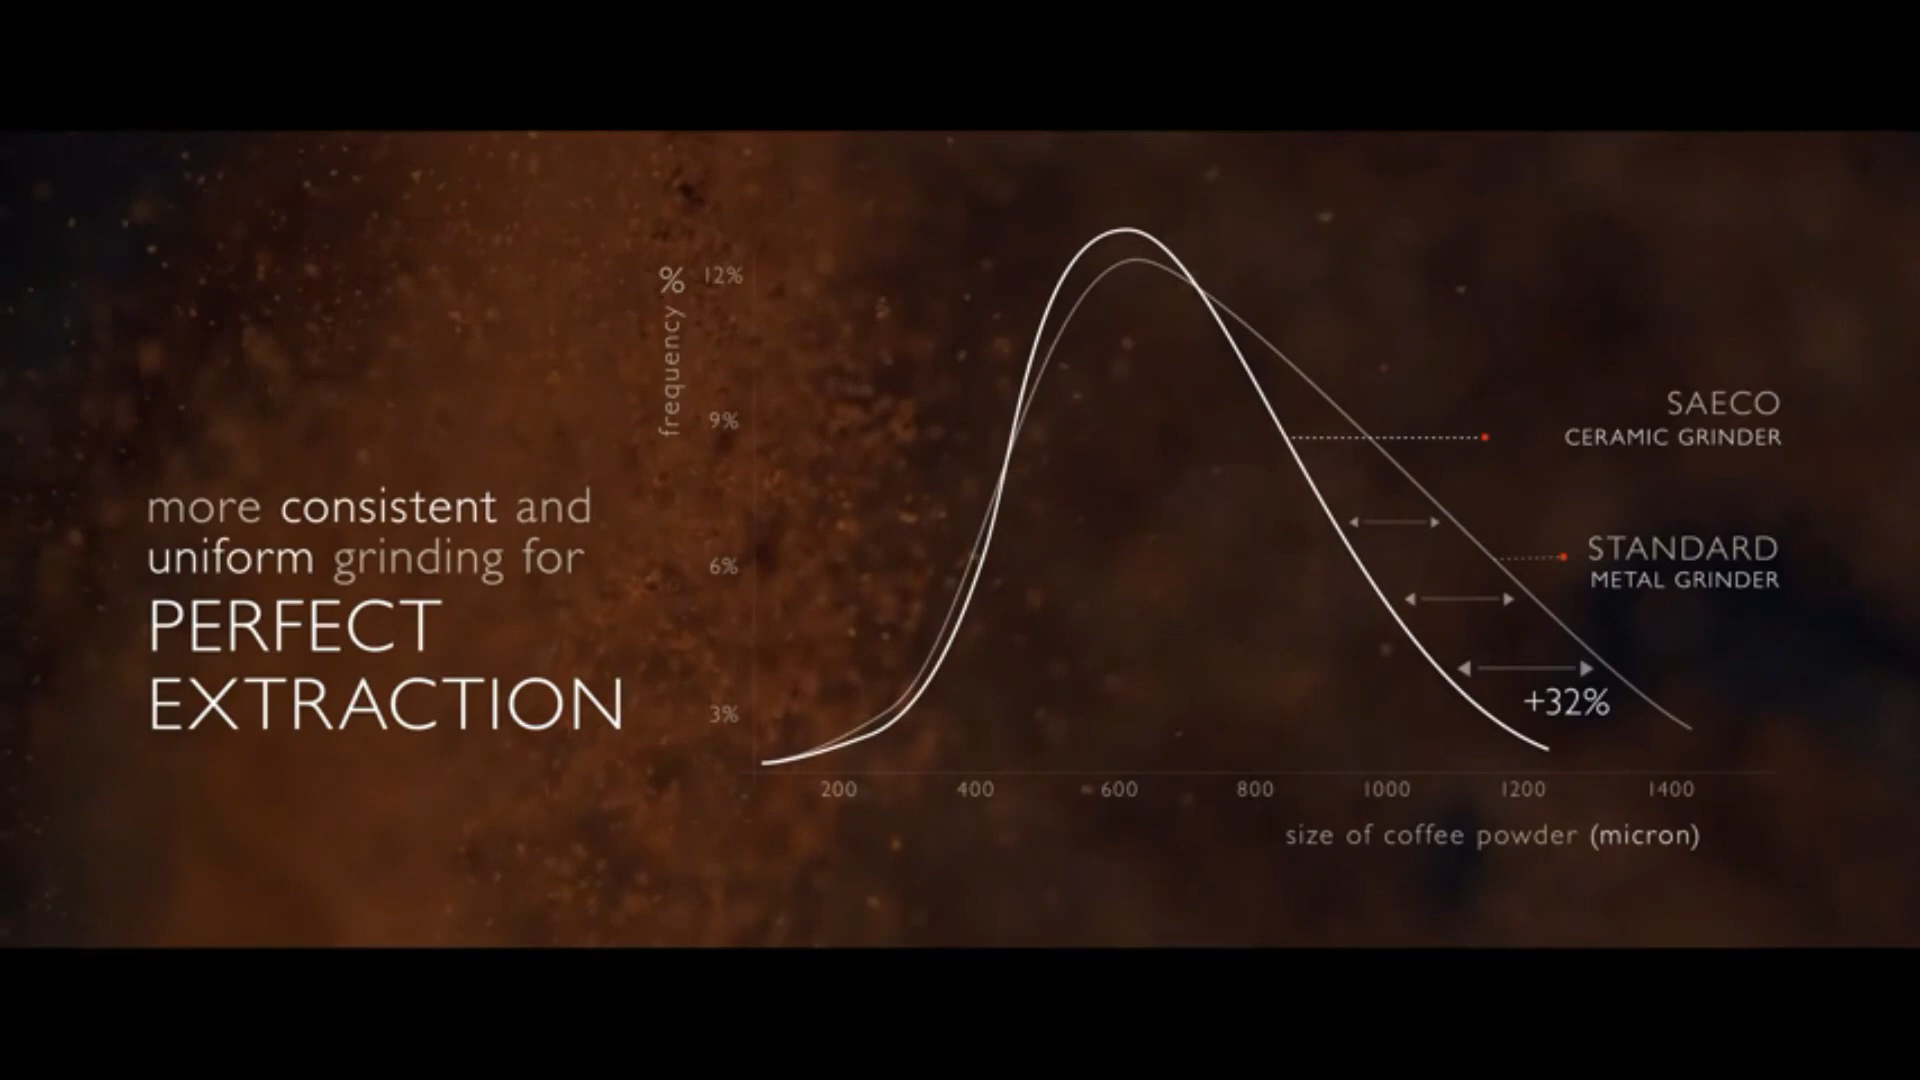 more consistent and
uniform grinding for
PERFECT
EXTRACTION
frequency %
12%
9%
6%
3%
200 400 600 800 1000 1200 1400
size of coffee powder (micron)
SAECO
CERAMIC GRINDER
STANDARD
METAL GRINDER
+32%